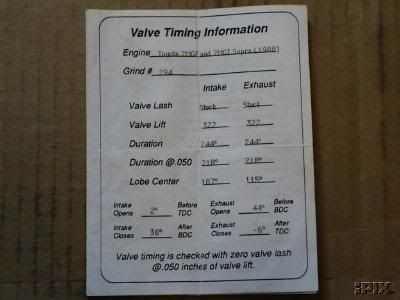 Valve Timing Information
Engine Toyota 7MGE and 7MGT Supra (1988)
Grind # 294
Intake Exhaust
Valve Lash Stock Stock
Valve Lift 322 322
Duration 244° 244°
Duration @.050 218° 218°
Lobe Center 107° 115°
Intake Opens 2° Before TDC Exhaust Opens 44° Before BDC
Intake Closes 36° After BDC Exhaust Closes -6° After TDC
Valve timing is checked with zero valve lash
@.050 inches of valve lift.
iPIX